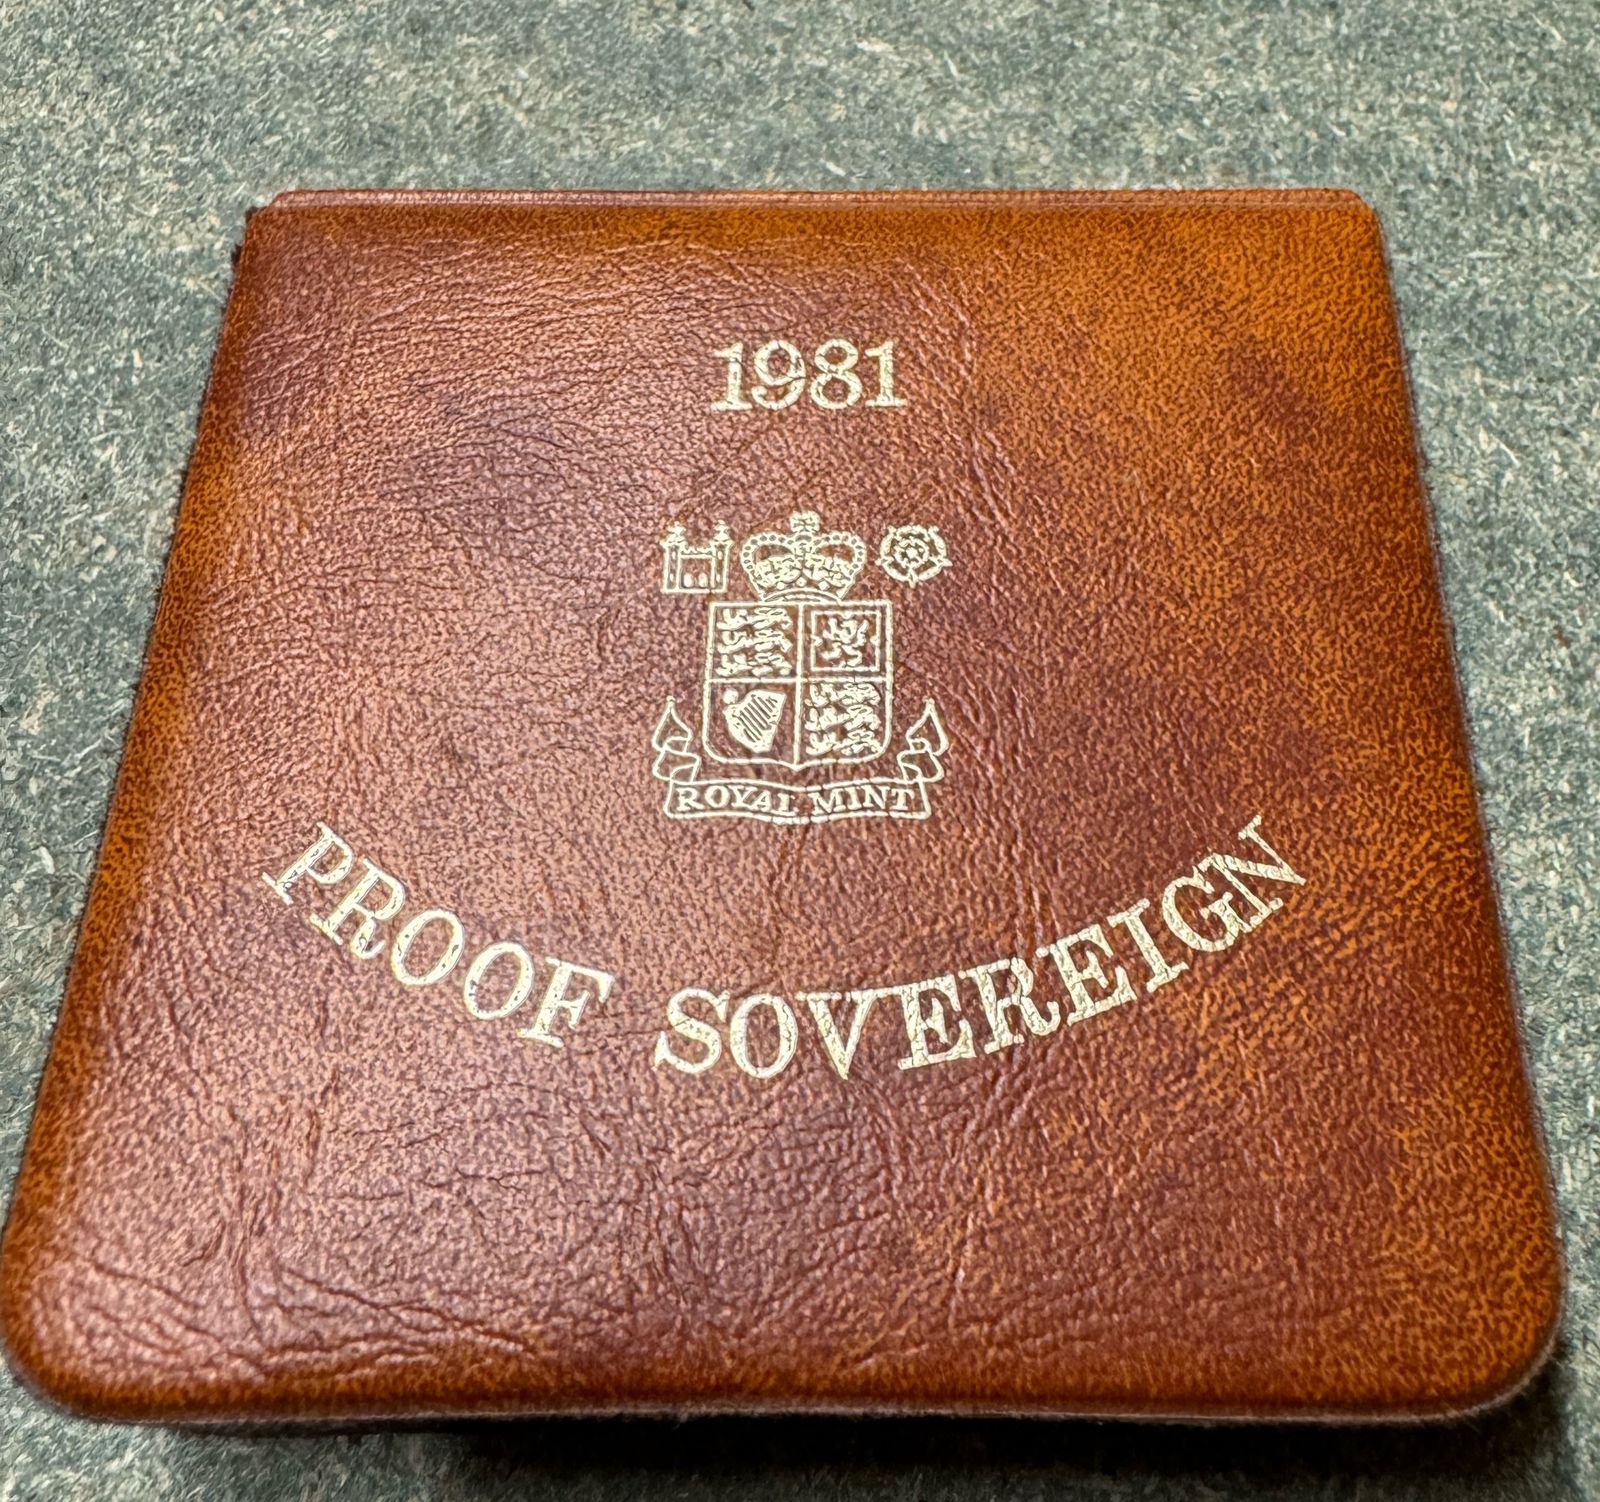 1981
ROYAL MINT
PROOF SOVEREIGN